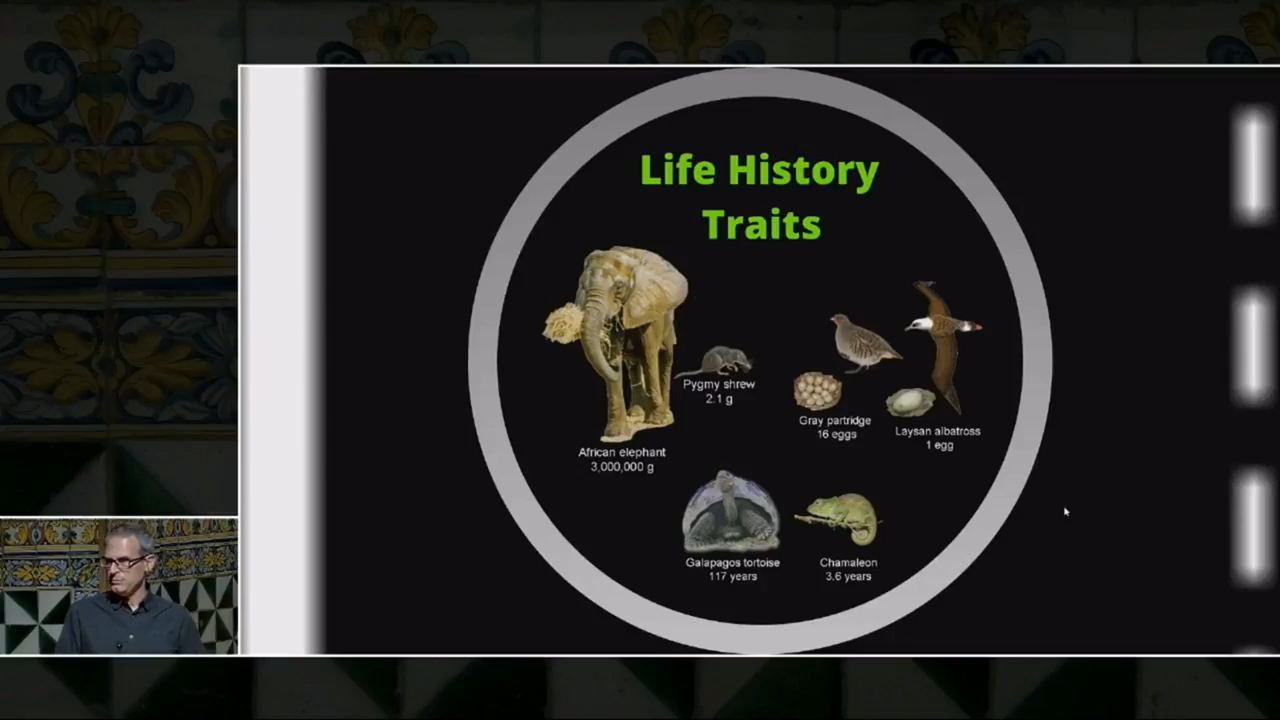 Life History
Traits
Pygmy shrew
2.1 g
African elephant
3,000,000 g
Gray partridge
16 eggs
Laysan albatross
1 egg
Galapagos tortoise
117 years
Chamaleon
3.6 years